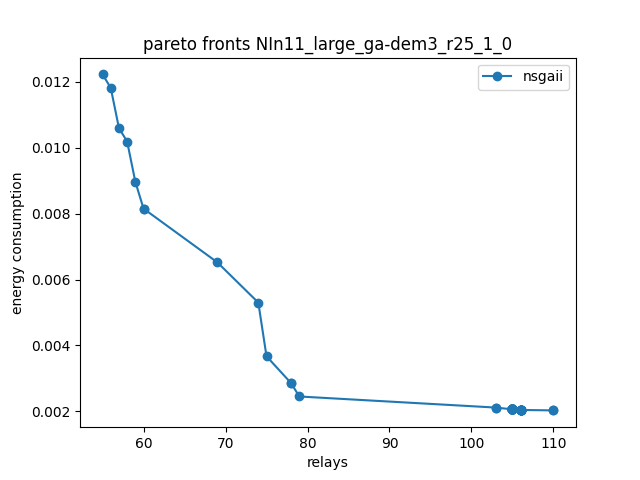 pareto fronts NIn11_large_ga-dem3_r25_1_0
nsgaii
energy consumption
0.012
0.010
0.008
0.006
0.004
0.002
60 70 80 90 100 110
relays